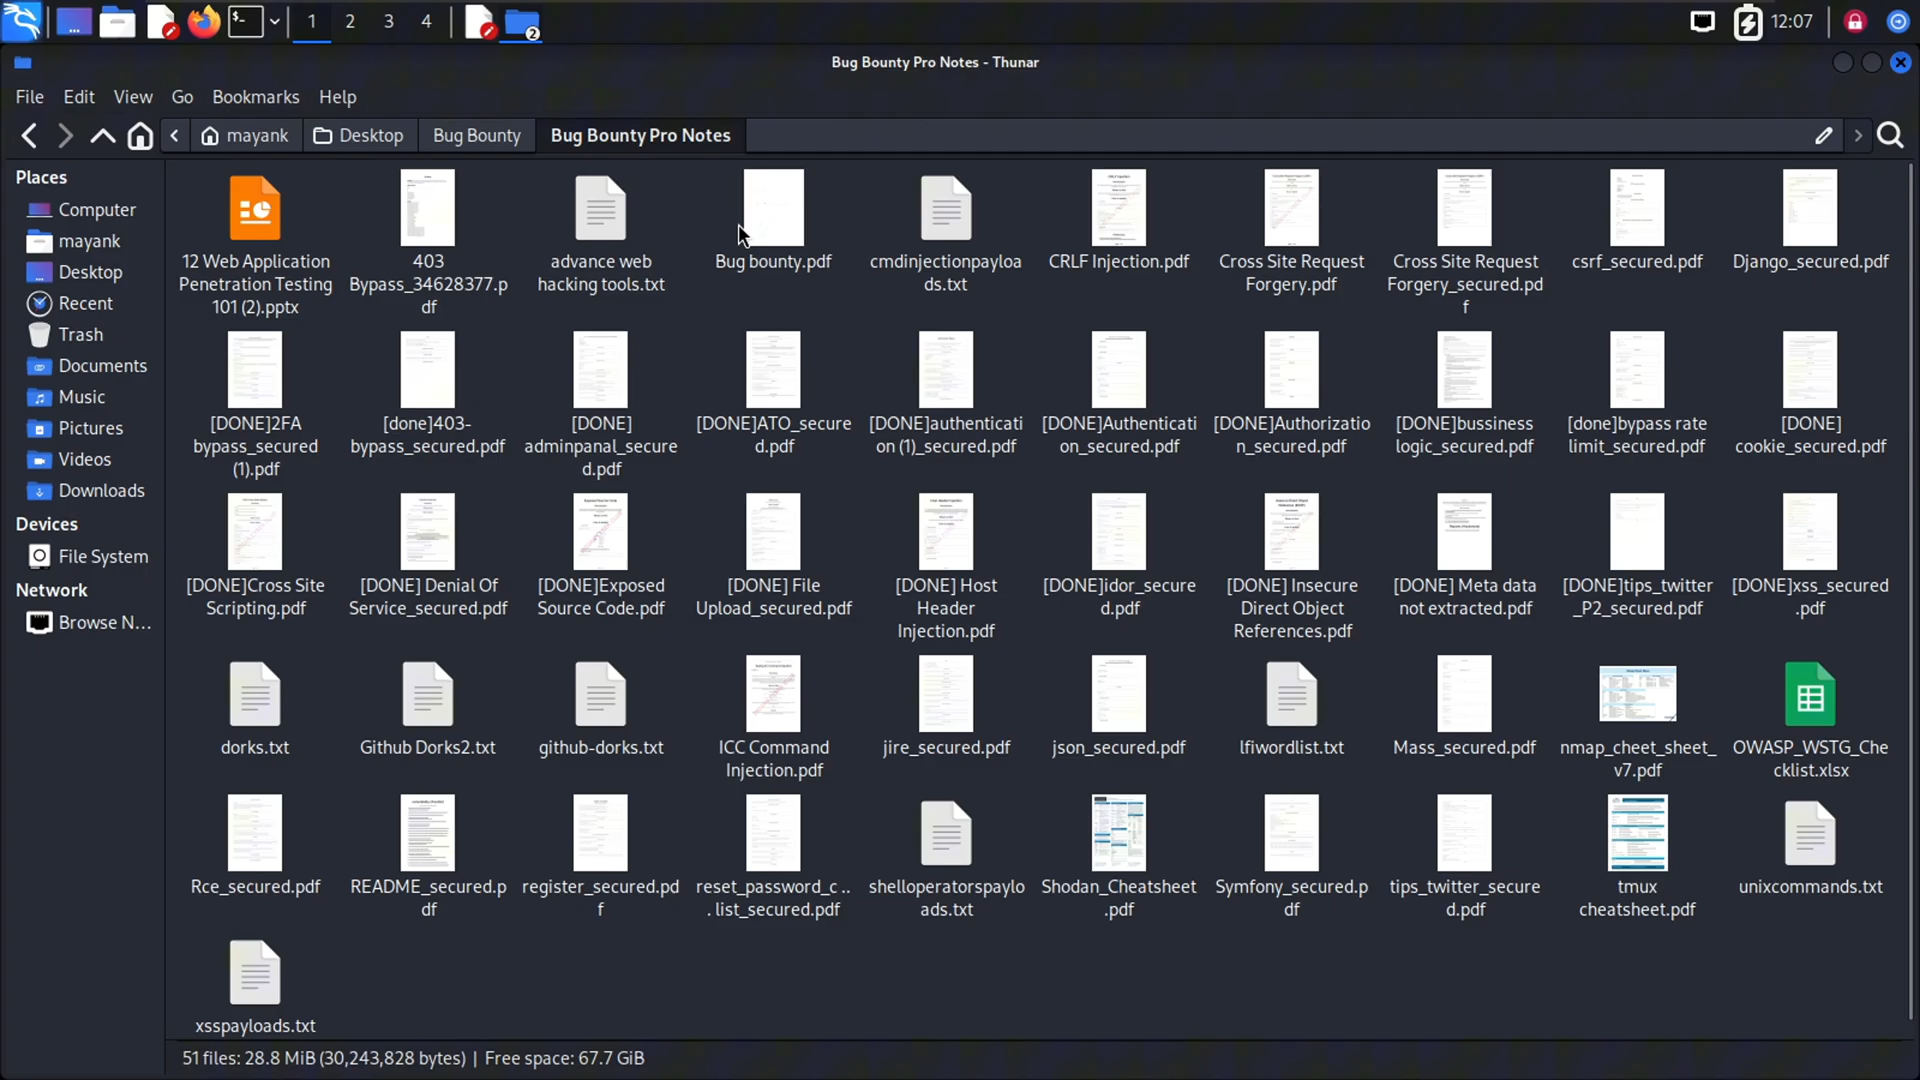 1
2
3
4
2
12:07
Bug Bounty Pro Notes - Thunar
File Edit View Go Bookmarks Help
mayank
Desktop
Bug Bounty
Bug Bounty Pro Notes
Places
Computer
mayank
Desktop
Recent
Trash
Documents
Music
Pictures
Videos
Downloads
Devices
File System
Network
Browse N...
12 Web Application
Penetration Testing
101 (2).pptx
403
Bypass_34628377.p
df
advance web
hacking tools.txt
Bug bounty.pdf
cmdinjectionpayloa
ds.txt
CRLF Injection.pdf
Cross Site Request
Forgery.pdf
Cross Site Request
Forgery_secured.pd
f
csrf_secured.pdf
Django_secured.pdf
[DONE]2FA
bypass_secured
(1).pdf
[done]403-
bypass_secured.pdf
[DONE]
adminpanal_secure
d.pdf
[DONE]ATO_secure
d.pdf
[DONE]authenticati
on (1)_secured.pdf
[DONE]Authenticati
on_secured.pdf
[DONE]Authorizatio
n_secured.pdf
[DONE]bussiness
logic_secured.pdf
[done]bypass rate
limit_secured.pdf
[DONE]
cookie_secured.pdf
[DONE]Cross Site
Scripting.pdf
[DONE] Denial Of
Service_secured.pdf
[DONE]Exposed
Source Code.pdf
[DONE] File
Upload_secured.pdf
[DONE] Host
Header
Injection.pdf
[DONE]idor_secure
d.pdf
[DONE] Insecure
Direct Object
References.pdf
[DONE] Meta data
not extracted.pdf
[DONE]tips_twitter
_P2_secured.pdf
[DONE]xss_secured
.pdf
dorks.txt
Github Dorks2.txt
github-dorks.txt
ICC Command
Injection.pdf
jire_secured.pdf
json_secured.pdf
lfiwordlist.txt
Mass_secured.pdf
nmap_cheet_sheet_
v7.pdf
OWASP_WSTG_Che
cklist.xlsx
Rce_secured.pdf
README_secured.p
df
register_secured.pd
f
reset_password_c ..
. list_secured.pdf
shelloperatorspaylo
ads.txt
Shodan_Cheatsheet
.pdf
Symfony_secured.p
df
tips_twitter_secure
d.pdf
tmux
cheatsheet.pdf
unixcommands.txt
xsspayloads.txt
51 files: 28.8 MiB (30,243,828 bytes) | Free space: 67.7 GiB